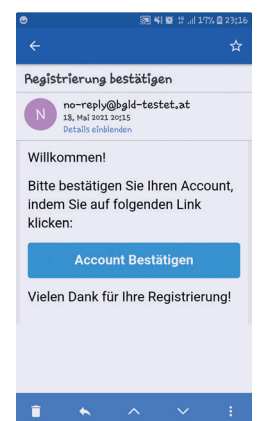 17% 23:16
Registrierung bestätigen
N
no-reply@bgld-testet.at
18. Mai 2021 20:15
Details einblenden
Willkommen!
Bitte bestätigen Sie Ihren Account,
indem Sie auf folgenden Link
klicken:
Account Bestätigen
Vielen Dank für Ihre Registrierung!